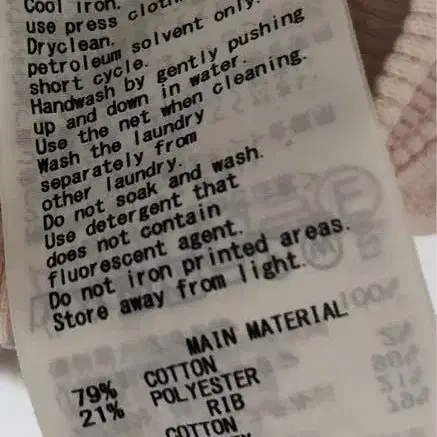 Cool iron.
use press cloth
Dryclean.
petroleum solvent only.
short cycle.
Handwash by gently pushing
up and down in water.
Use the net when cleaning.
Wash the laundry
separately from
other laundry.
Do not soak and wash.
Use detergent that
does not contain
fluorescent agent.
Do not iron printed areas.
Store away from light.
MAIN MATERIAL
79% COTTON
21% POLYESTER
RIB
COTTON